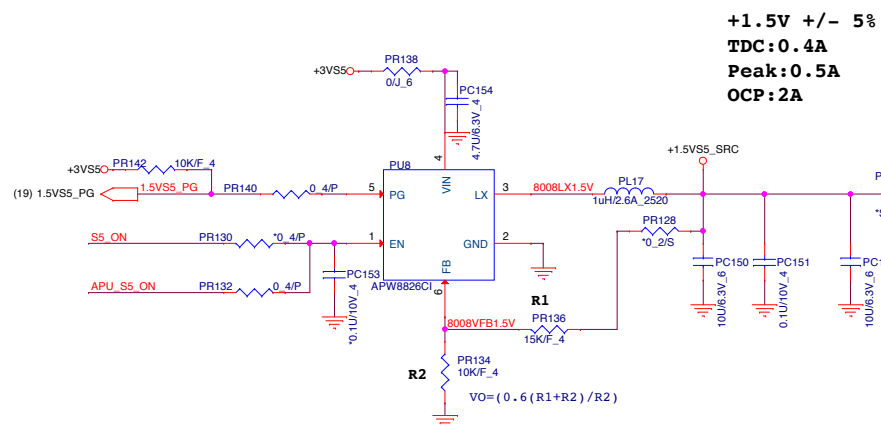 +1.5V +/- 5%
TDC:0.4A
Peak:0.5A
OCP:2A
+3VS5
PR138
0/J_6
PC154
4.7U/6.3V_4
+3VS5
PR142
10K/F_4
(19) 1.5VS5_PG
1.5VS5_PG
PR140
0_4/P
PU8
4
VIN
5
PG
LX
3
8008LX1.5V
PL17
1uH/2.6A_2520
+1.5VS5_SRC
S5_ON
PR130
*0_4/P
1
EN
GND
2
PR128
*0_2/S
APU_S5_ON
PR132
0_4/P
PC153
*0.1U/10V_4
FB
APW8826CI
6
PC150
10U/6.3V_6
PC151
0.1U/10V_4
10U/6.3V_6
R1
8008VFB1.5V
PR136
15K/F_4
R2
PR134
10K/F_4
VO=(0.6(R1+R2)/R2)